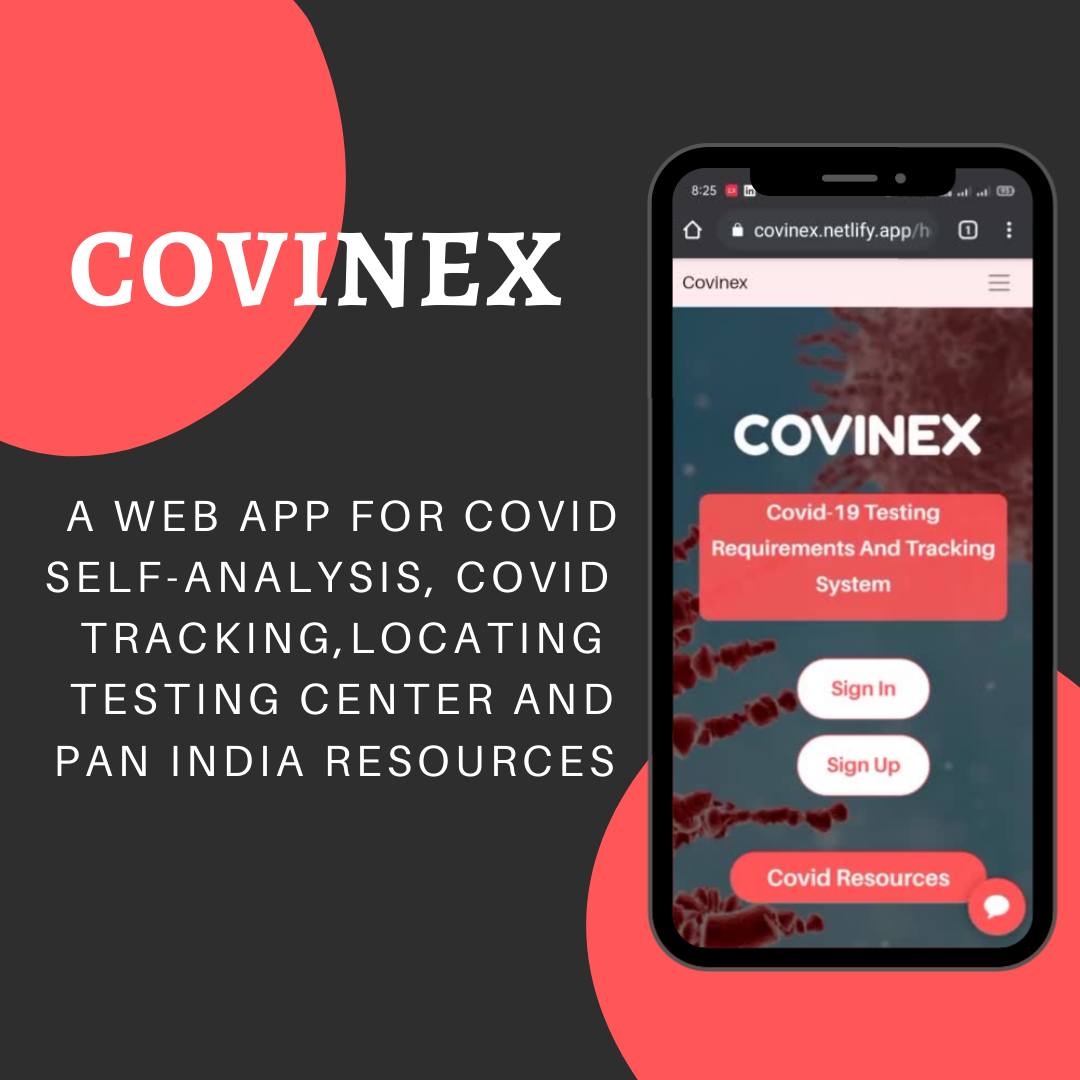 COVINEX
A WEB APP FOR COVID
SELF-ANALYSIS, COVID
TRACKING,LOCATING
TESTING CENTER AND
PAN INDIA RESOURCES
8:25
covinex.netlify.app/h
1
Covinex
COVINEX
Covid-19 Testing
Requirements And Tracking
System
Sign In
Sign Up
Covid Resources